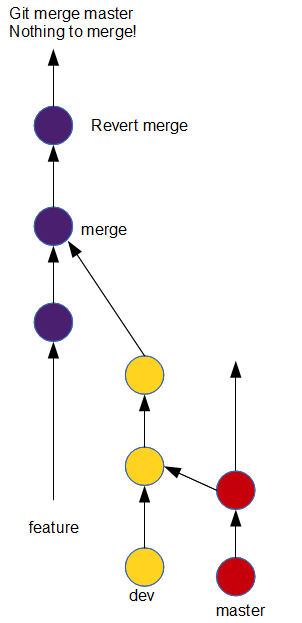 Git merge master
Nothing to merge!
Revert merge
merge
feature
dev
master